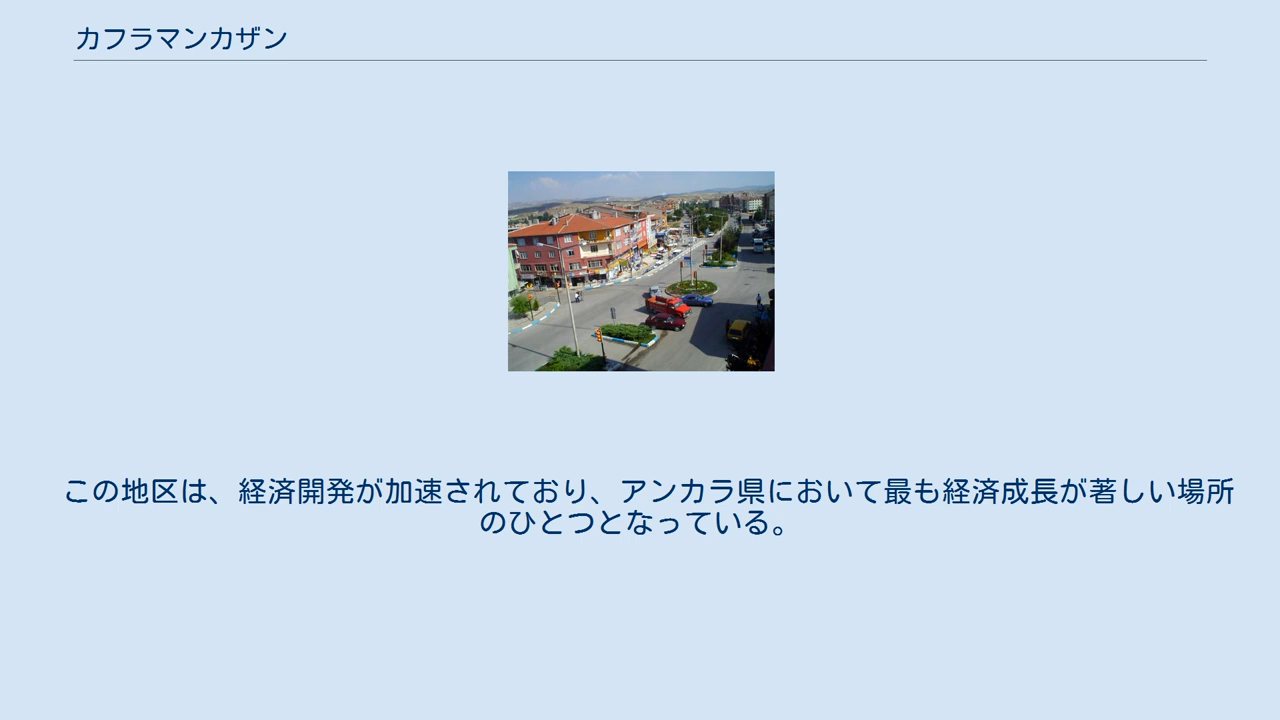 カフラマンカザン
この地区は、経済開発が加速されており、アンカラ県において最も経済成長が著しい場所
のひとつとなっている。